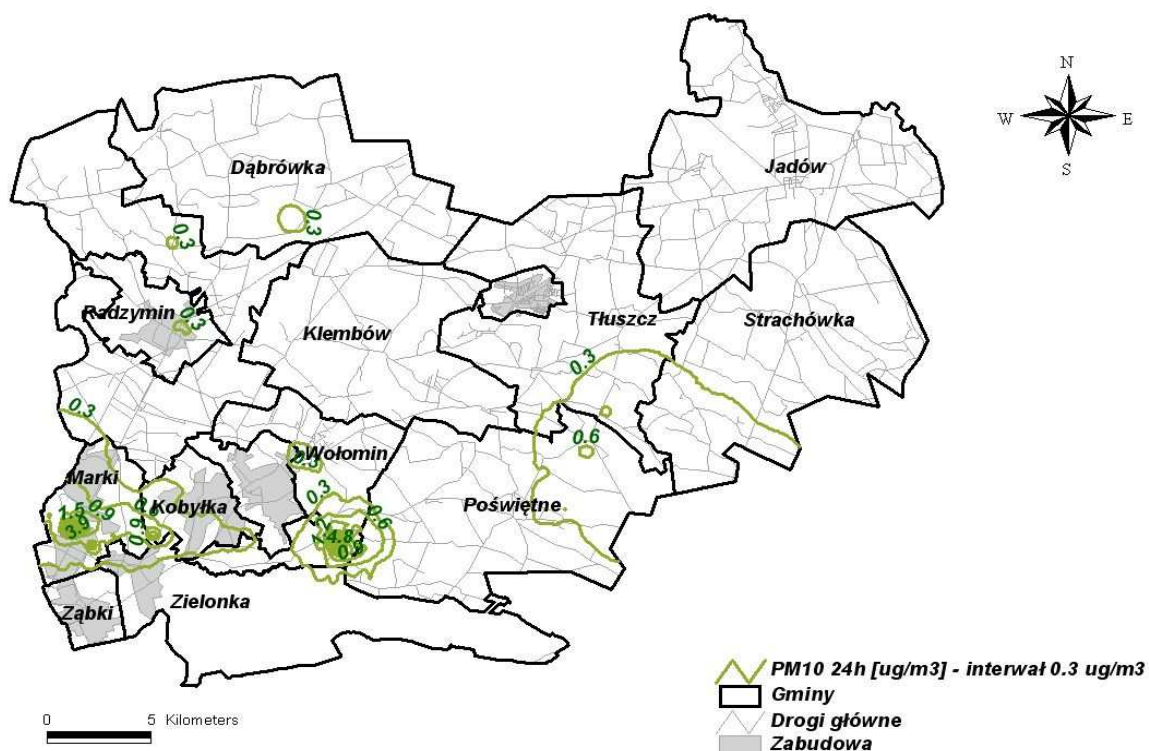 N
W E
S
Dąbrówka
Jadów
0.3
0.3
Radzymin
0.3
Klembów
Tłuszcz
Strachówka
0.3
0.3
0.6
Wołomin
0.3
Marki
Kobyłka
Poświętne
0.6
1.5
0.9
3.9
0.9
4.8
Ząbki
Zielonka
PM10 24h [ug/m3] - interwał 0.3 ug/m3
Gminy
Drogi główne
Zabudowa
0 5 Kilometers